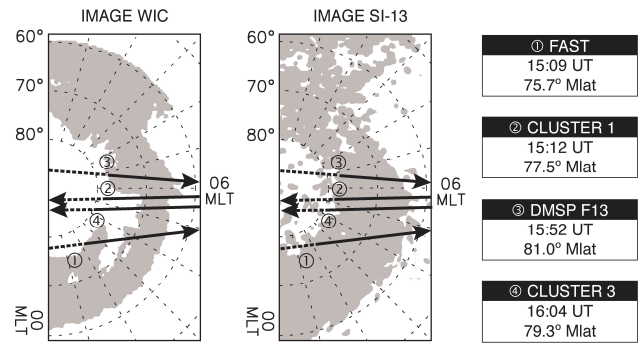 IMAGE WIC
IMAGE SI-13
60°
70°
80°
③
②
④
①
06
MLT
60°
00
MLT
60°
70°
80°
③
②
④
①
06
MLT
60°
00
MLT
① FAST
15:09 UT
75.7° Mlat
② CLUSTER 1
15:12 UT
77.5° Mlat
③ DMSP F13
15:52 UT
81.0° Mlat
④ CLUSTER 3
16:04 UT
79.3° Mlat